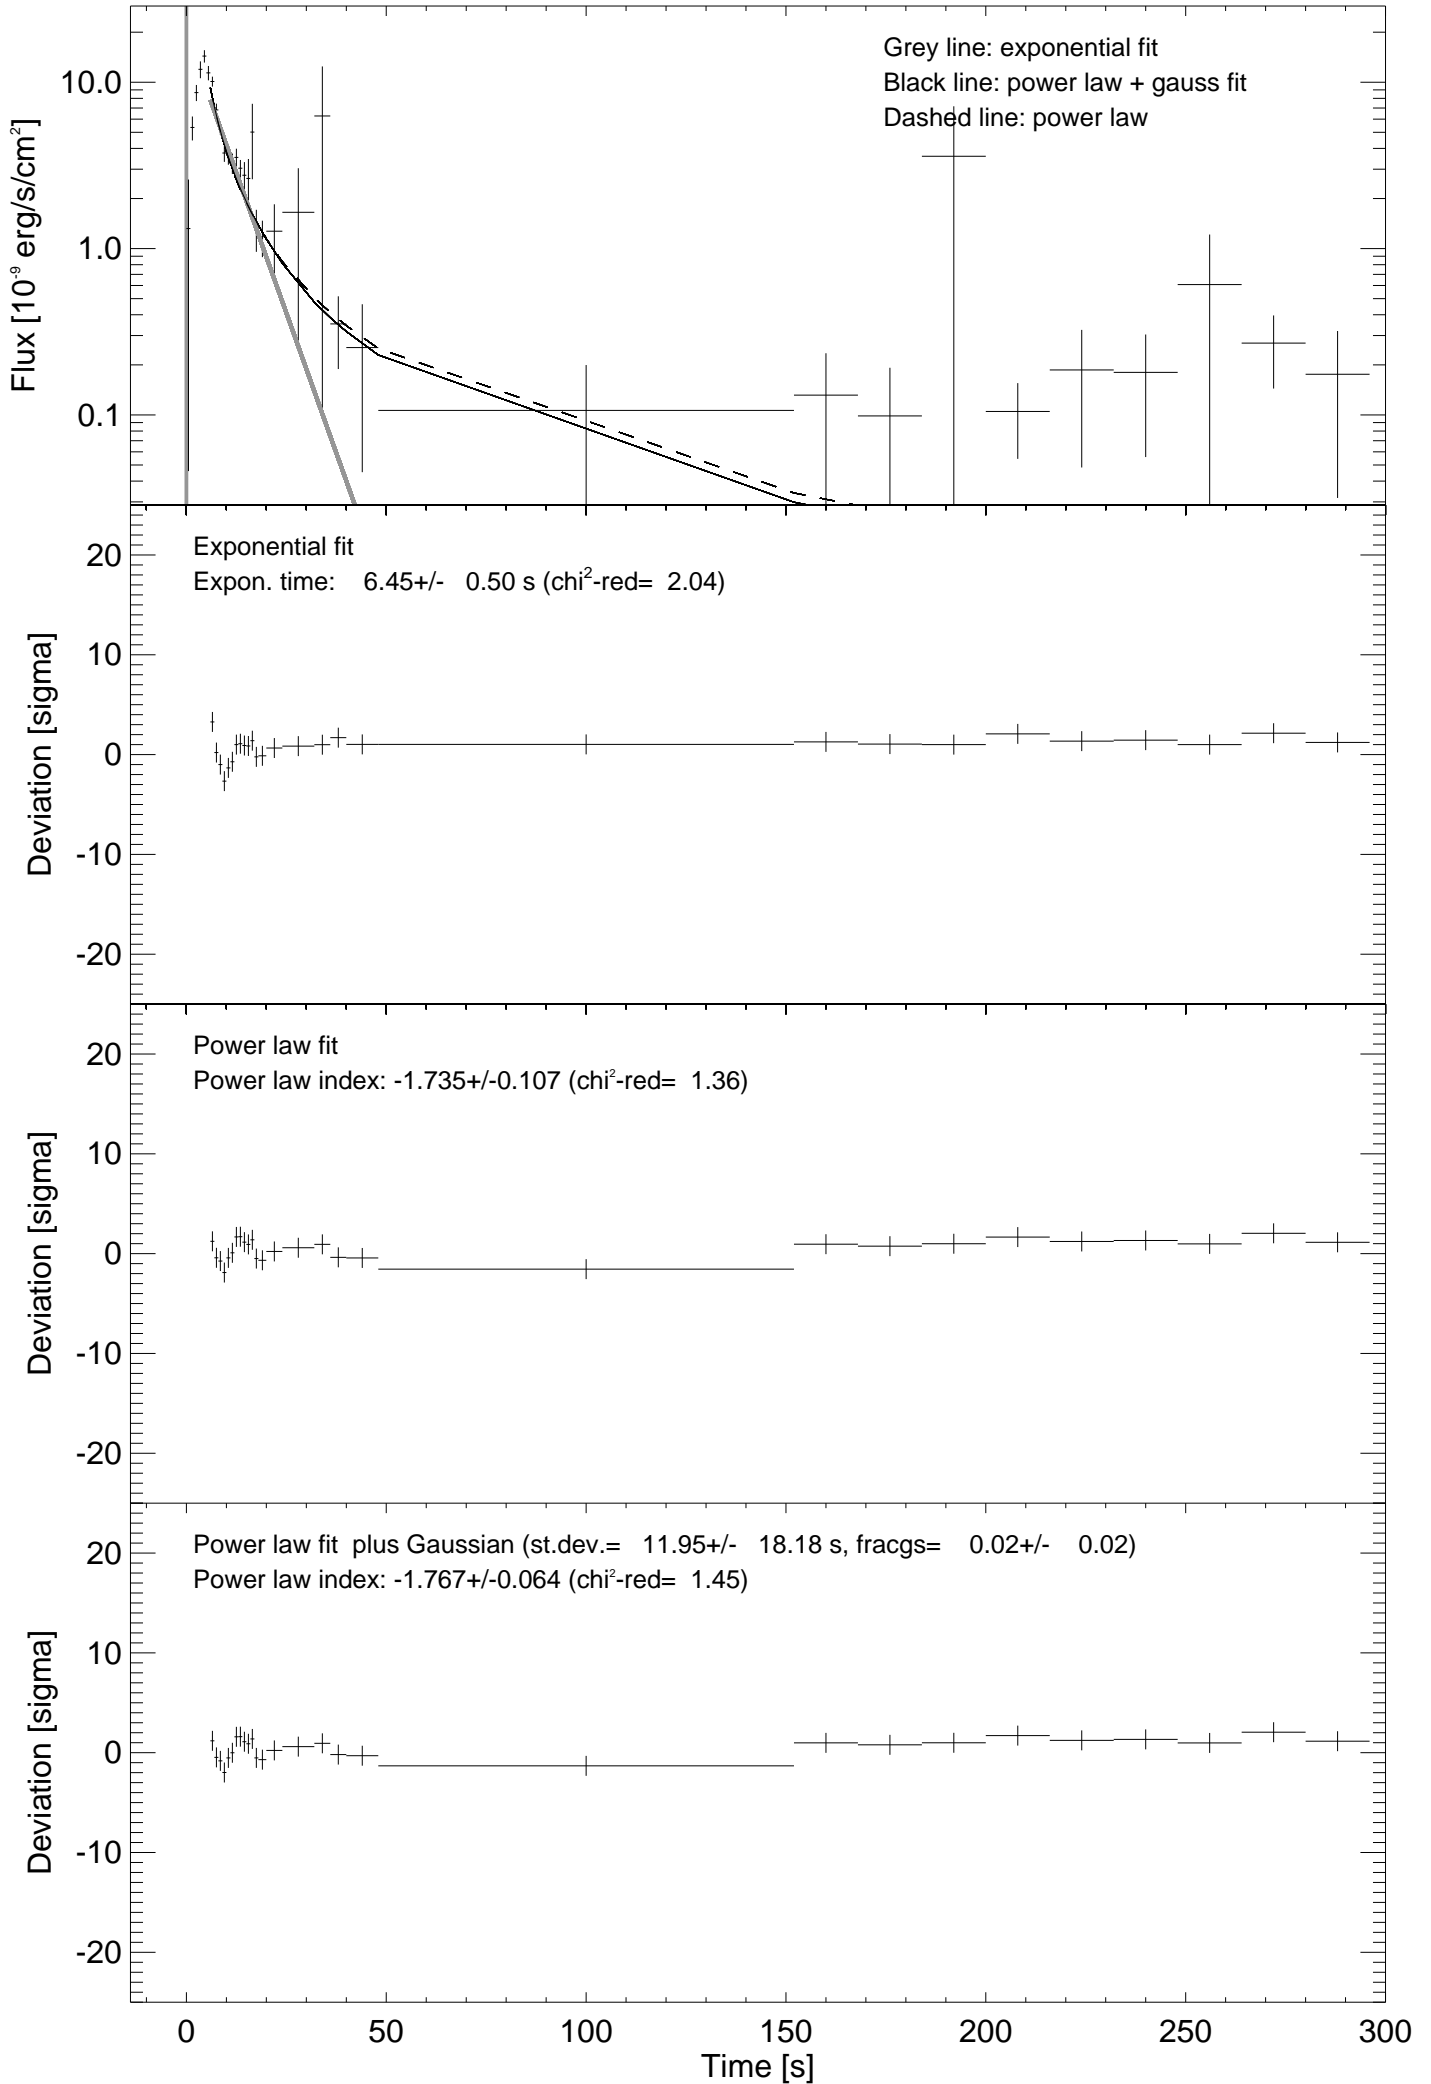 Grey line: exponential fit
Black line: power law + gauss fit
Dashed line: power law
10.0
1.0
0.1
Flux [10⁻⁹ erg/s/cm²]
Exponential fit
Expon. time: 6.45+/- 0.50 s (chi²-red= 2.04)
20
10
0
-10
-20
Deviation [sigma]
Power law fit
Power law index: -1.735+/-0.107 (chi²-red= 1.36)
20
10
0
-10
-20
Deviation [sigma]
Power law fit plus Gaussian (st.dev.= 11.95+/- 18.18 s, fracgs= 0.02+/- 0.02)
Power law index: -1.767+/-0.064 (chi²-red= 1.45)
20
10
0
-10
-20
Deviation [sigma]
0 50 100 150 200 250 300
Time [s]